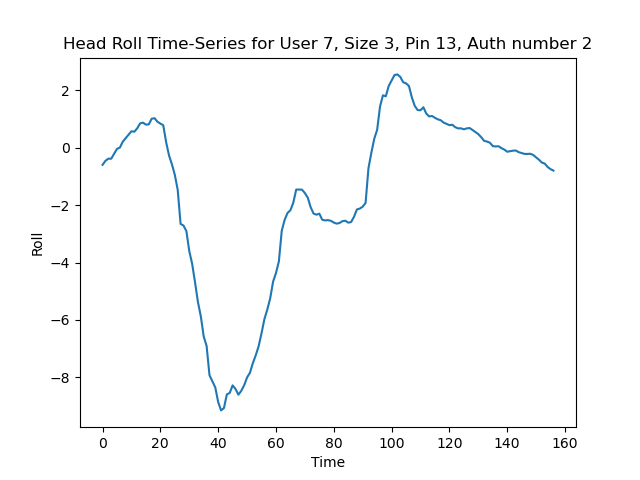 Head Roll Time-Series for User 7, Size 3, Pin 13, Auth number 2
2
0
−2
−4
−6
−8
Roll
0 20 40 60 80 100 120 140 160
Time